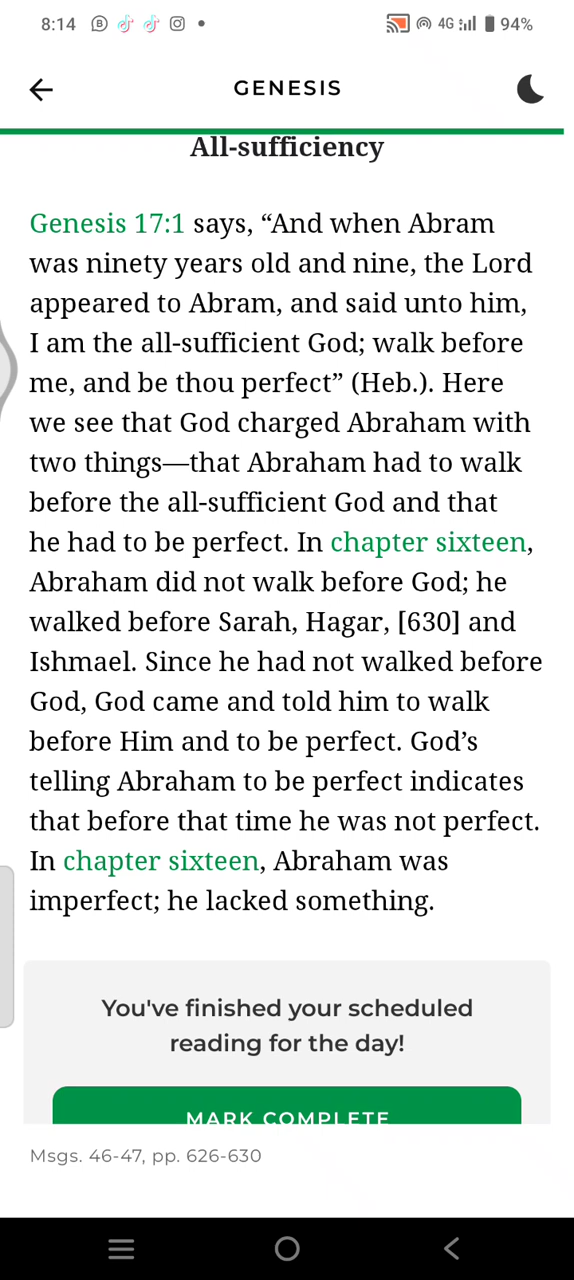 8:14
4G
94%
GENESIS
All-sufficiency
Genesis 17:1 says, “And when Abram
was ninety years old and nine, the Lord
appeared to Abram, and said unto him,
I am the all-sufficient God; walk before
me, and be thou perfect” (Heb.). Here
we see that God charged Abraham with
two things—that Abraham had to walk
before the all-sufficient God and that
he had to be perfect. In chapter sixteen,
Abraham did not walk before God; he
walked before Sarah, Hagar, [630] and
Ishmael. Since he had not walked before
God, God came and told him to walk
before Him and to be perfect. God’s
telling Abraham to be perfect indicates
that before that time he was not perfect.
In chapter sixteen, Abraham was
imperfect; he lacked something.
You've finished your scheduled
reading for the day!
MARK COMPLETE
Msgs. 46-47, pp. 626-630